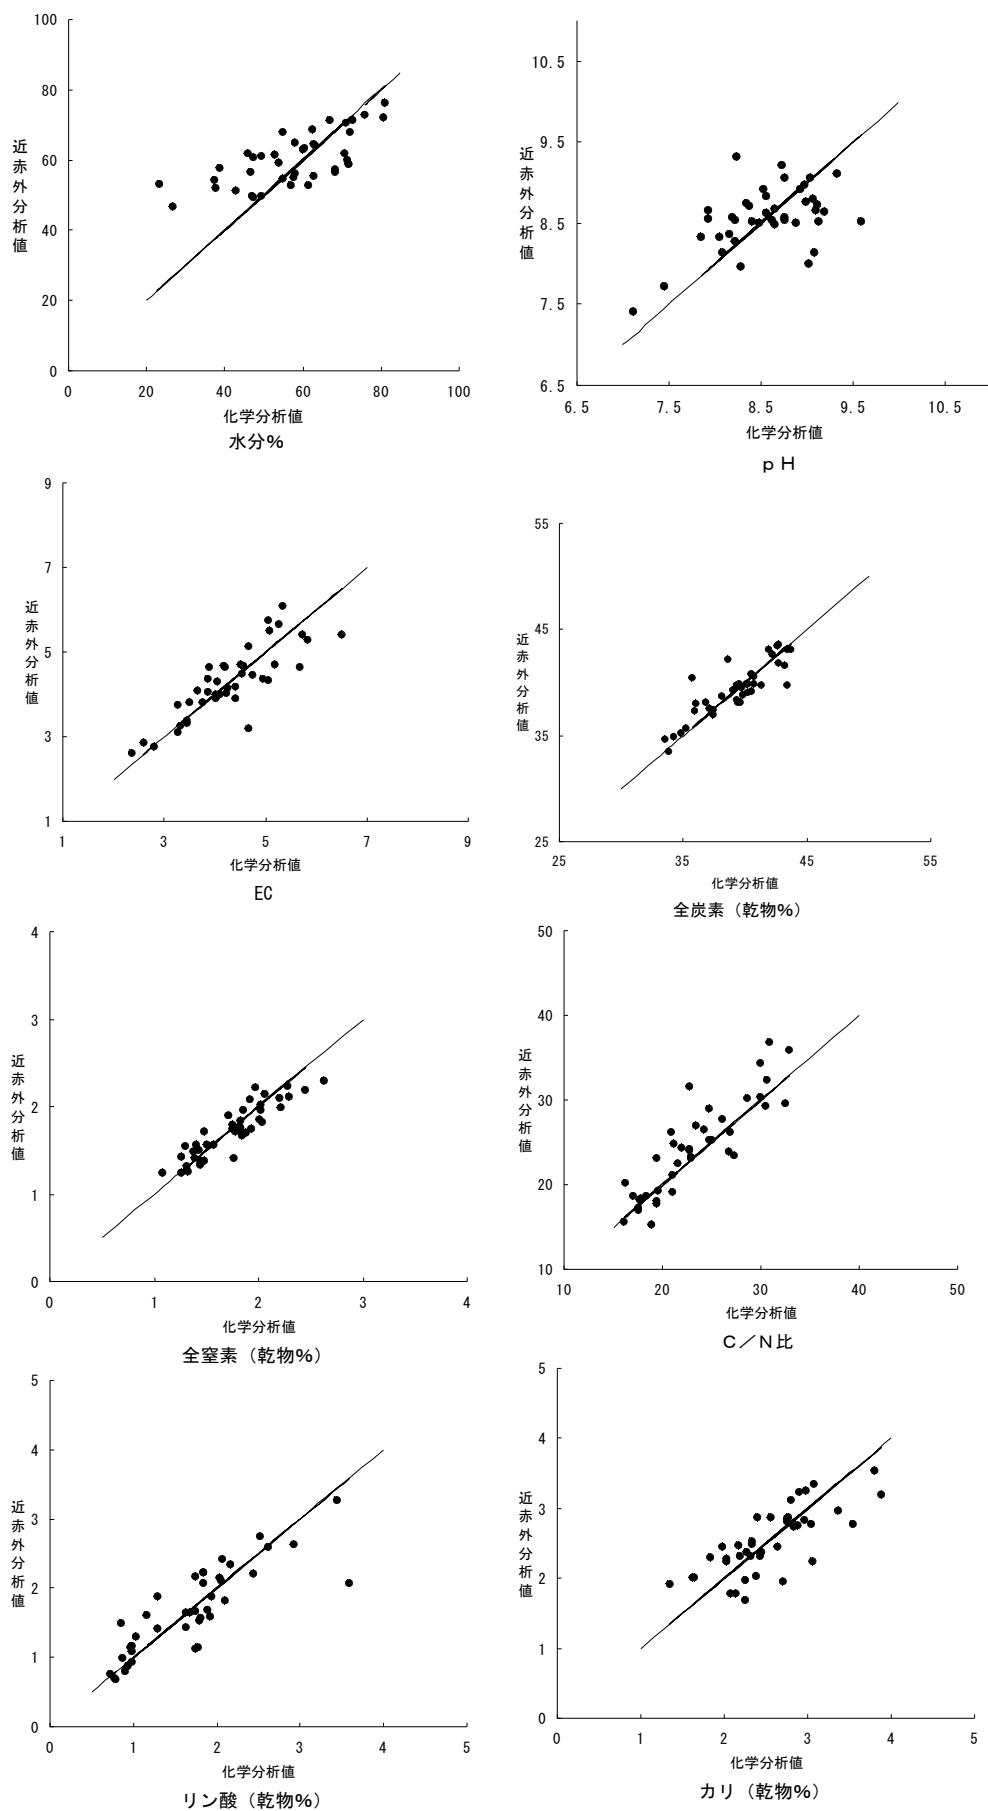 100
80
60
40
20
0
近赤外分析値
0 20 40 60 80 100
化学分析値
水分%
10.5
9.5
8.5
7.5
6.5
近赤外分析値
6.5 7.5 8.5 9.5 10.5
化学分析値
ｐＨ
9
7
5
3
1
近赤外分析値
1 3 5 7 9
化学分析値
EC
55
45
35
25
近赤外分析値
25 35 45 55
化学分析値
全炭素（乾物%）
4
3
2
1
0
近赤外分析値
0 1 2 3 4
化学分析値
全窒素（乾物%）
50
40
30
20
10
近赤外分析値
10 20 30 40 50
化学分析値
Ｃ／Ｎ比
5
4
3
2
1
0
近赤外分析値
0 1 2 3 4 5
化学分析値
リン酸（乾物%）
5
4
3
2
1
0
近赤外分析値
0 1 2 3 4 5
化学分析値
カリ（乾物%）